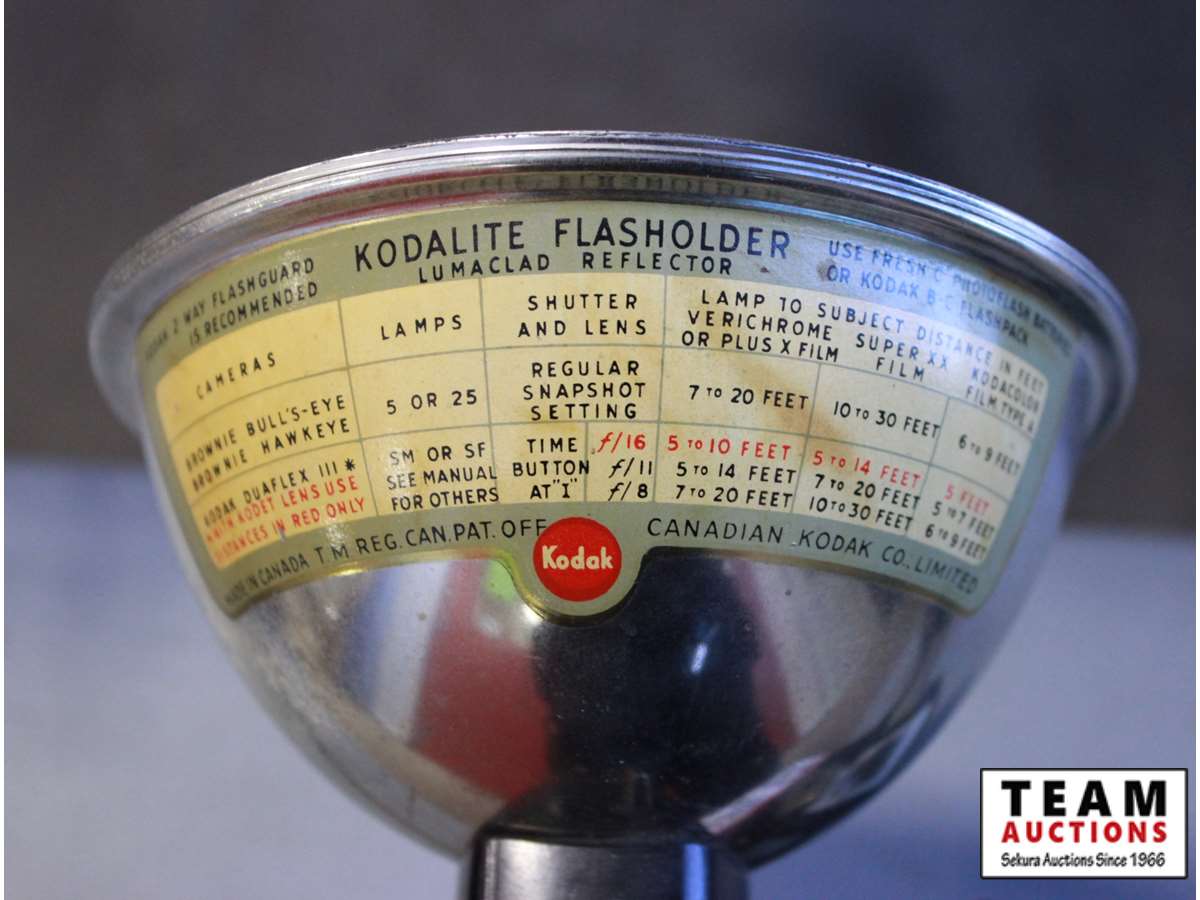 KODALITE FLASHOLDER
LUMACLAD REFLECTOR
KODAK 2 WAY FLASHGUARD
IS RECOMMENDED
USE FRESH "C" PHOTOFLASH BATTERIES
OR KODAK B-C FLASHPACK
CAMERAS
LAMPS
SHUTTER
AND LENS
LAMP TO SUBJECT DISTANCE IN FEET
VERICHROME
OR PLUS X FILM
SUPER XX
FILM
KODACOLOR
FILM TYPE A
BROWNIE BULL'S-EYE
BROWNIE HAWKEYE
5 OR 25
REGULAR
SNAPSHOT
SETTING
7 TO 20 FEET
10 TO 30 FEET
6 TO 9 FEET
KODAK DUAFLEX III *
*WITH KODET LENS USE
DISTANCES IN RED ONLY
SM OR SF
SEE MANUAL
FOR OTHERS
TIME
BUTTON
AT "I"
f/16 5 TO 10 FEET 5 TO 14 FEET 5 FEET
f/11 5 TO 14 FEET 7 TO 20 FEET 5 TO 7 FEET
f/8 7 TO 20 FEET 10 TO 30 FEET 6 TO 9 FEET
MADE IN CANADA T.M REG. CAN. PAT. OFF.
Kodak
CANADIAN KODAK CO., LIMITED
TEAM
AUCTIONS
Sekura Auctions Since 1966